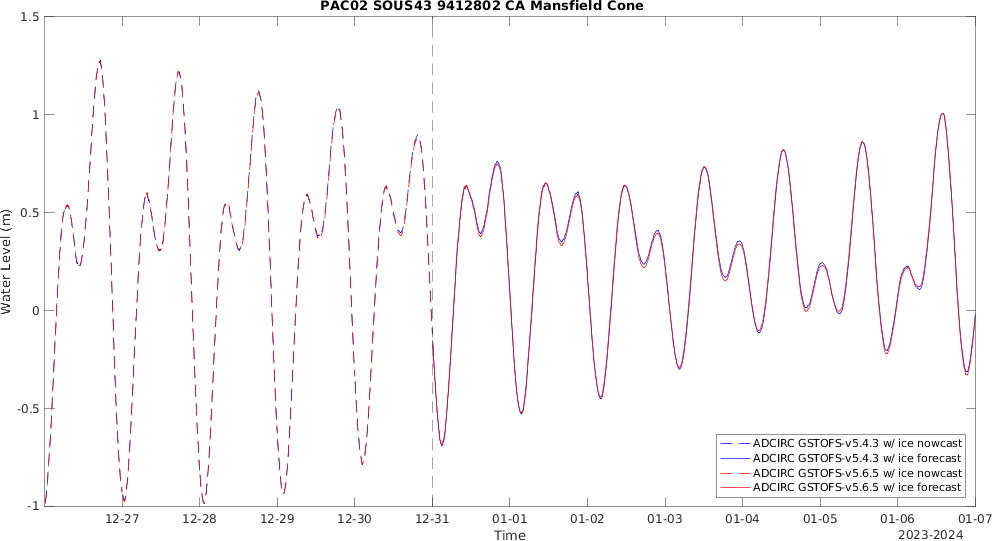 PAC02 SOUS43 9412802 CA Mansfield Cone
1.5
1
0.5
0
-0.5
-1
Water Level (m)
12-27 12-28 12-29 12-30 12-31 01-01 01-02 01-03 01-04 01-05 01-06 01-07
Time
2023-2024
ADCIRC GSTOFS-v5.4.3 w/ ice nowcast
ADCIRC GSTOFS-v5.4.3 w/ ice forecast
ADCIRC GSTOFS-v5.6.5 w/ ice nowcast
ADCIRC GSTOFS-v5.6.5 w/ ice forecast